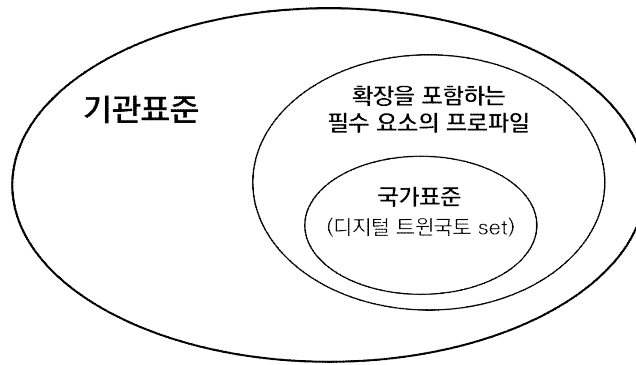 기관표준
확장을 포함하는
필수 요소의 프로파일
국가표준
(디지털 트윈국토 set)